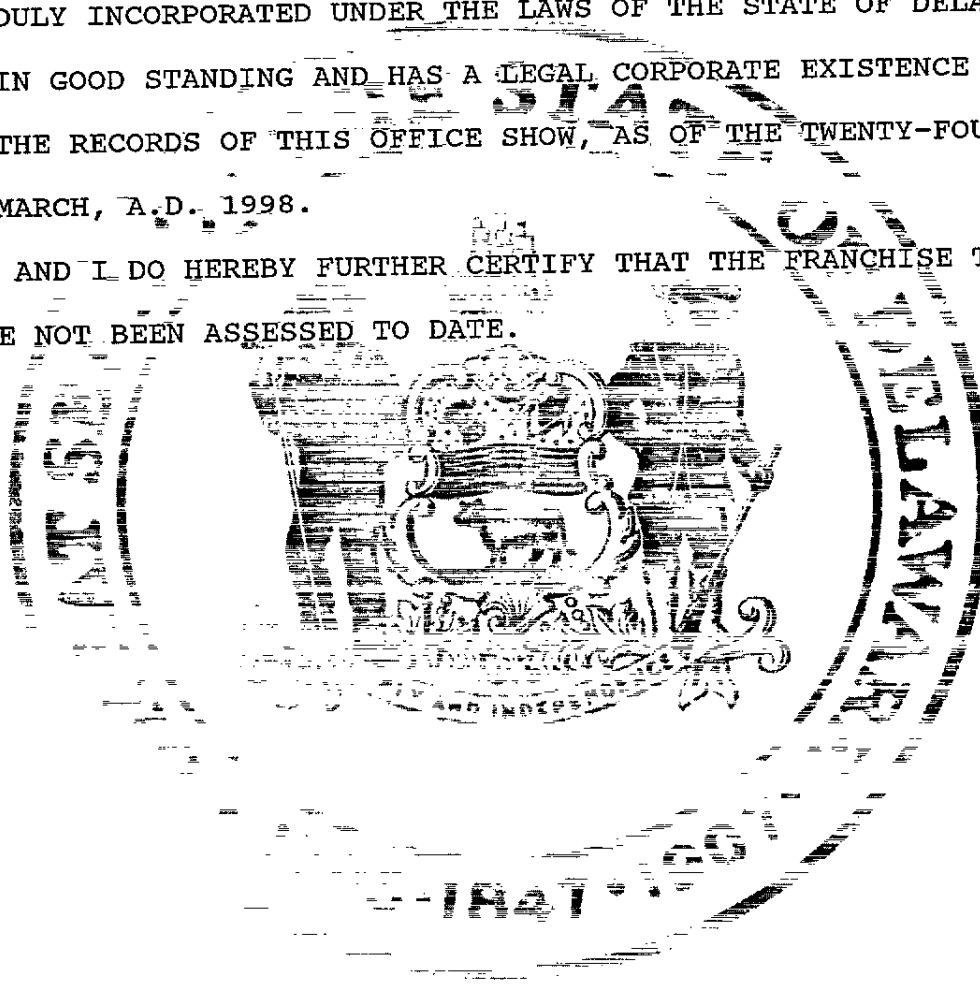 DULY INCORPORATED UNDER THE LAWS OF THE STATE OF DELA
IN GOOD STANDING AND HAS A LEGAL CORPORATE EXISTENCE
THE RECORDS OF THIS OFFICE SHOW, AS OF THE TWENTY-FOU
MARCH, A.D. 1998.
AND I DO HEREBY FURTHER CERTIFY THAT THE FRANCHISE T
E NOT BEEN ASSESSED TO DATE.
DELAWARE
1847